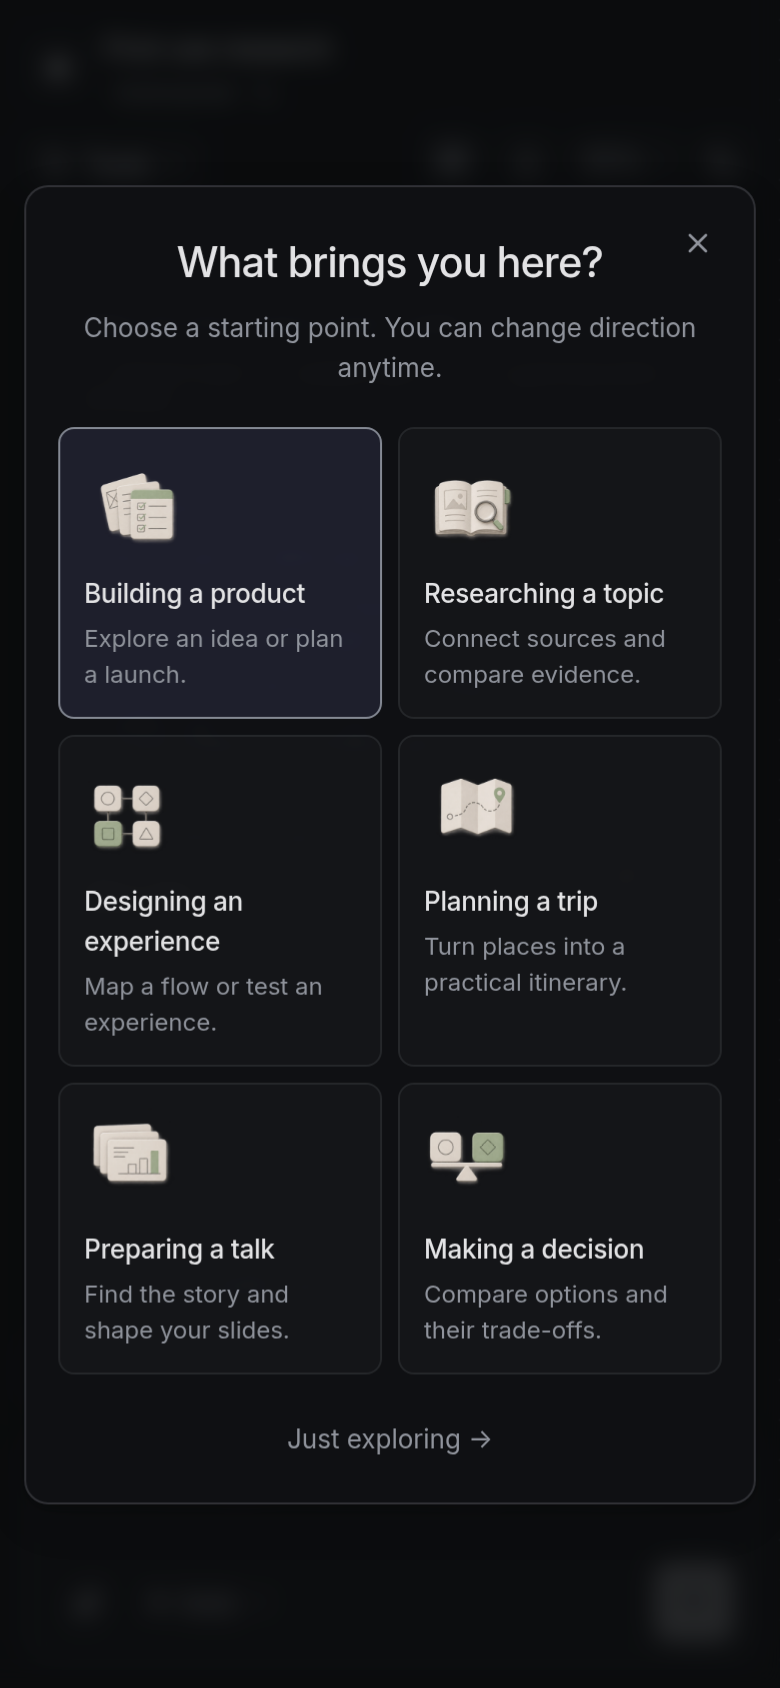 What brings you here?
Choose a starting point. You can change direction
anytime.
Building a product
Explore an idea or plan
a launch.
Researching a topic
Connect sources and
compare evidence.
Designing an
experience
Map a flow or test an
experience.
Planning a trip
Turn places into a
practical itinerary.
Preparing a talk
Find the story and
shape your slides.
Making a decision
Compare options and
their trade-offs.
Just exploring →